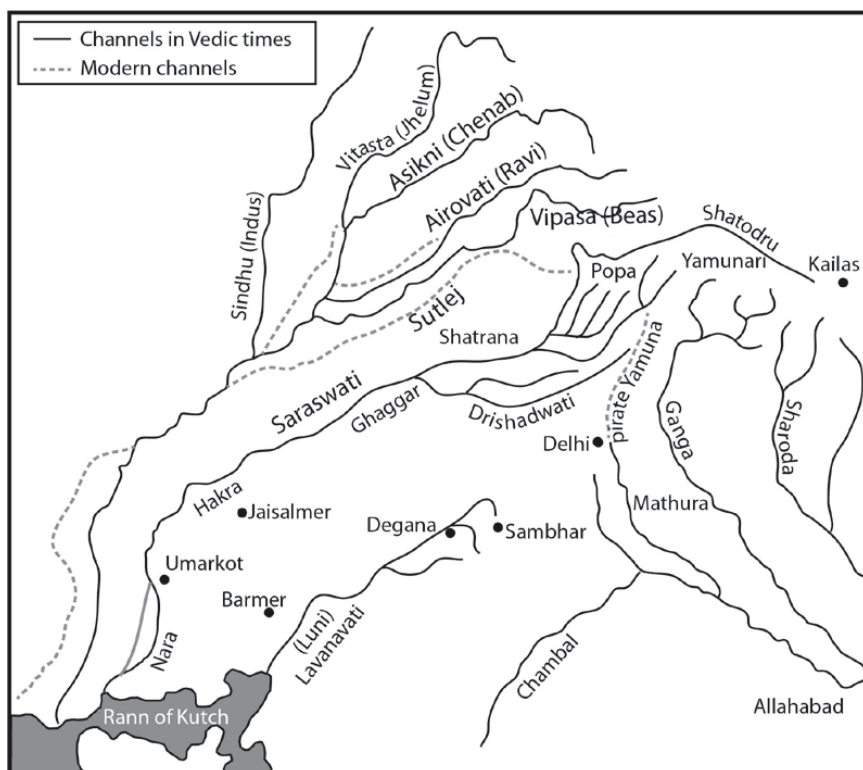 Channels in Vedic times
Modern channels
Vitasta (Jhelum)
Asikni (Chenab)
Airovati (Ravi)
Vipasa (Beas)
Shatodru
Sindhu (Indus)
Popa
Yamunari
Kailas
Sutlej
Shatrana
Saraswati
Ghaggar
Drishadwati
pirate Yamuna
Ganga
Sharoda
Delhi
Hakra
Jaisalmer
Degana
Sambhar
Mathura
Umarkot
Barmer
(Luni)
Lavanavati
Nara
Chambal
Rann of Kutch
Allahabad